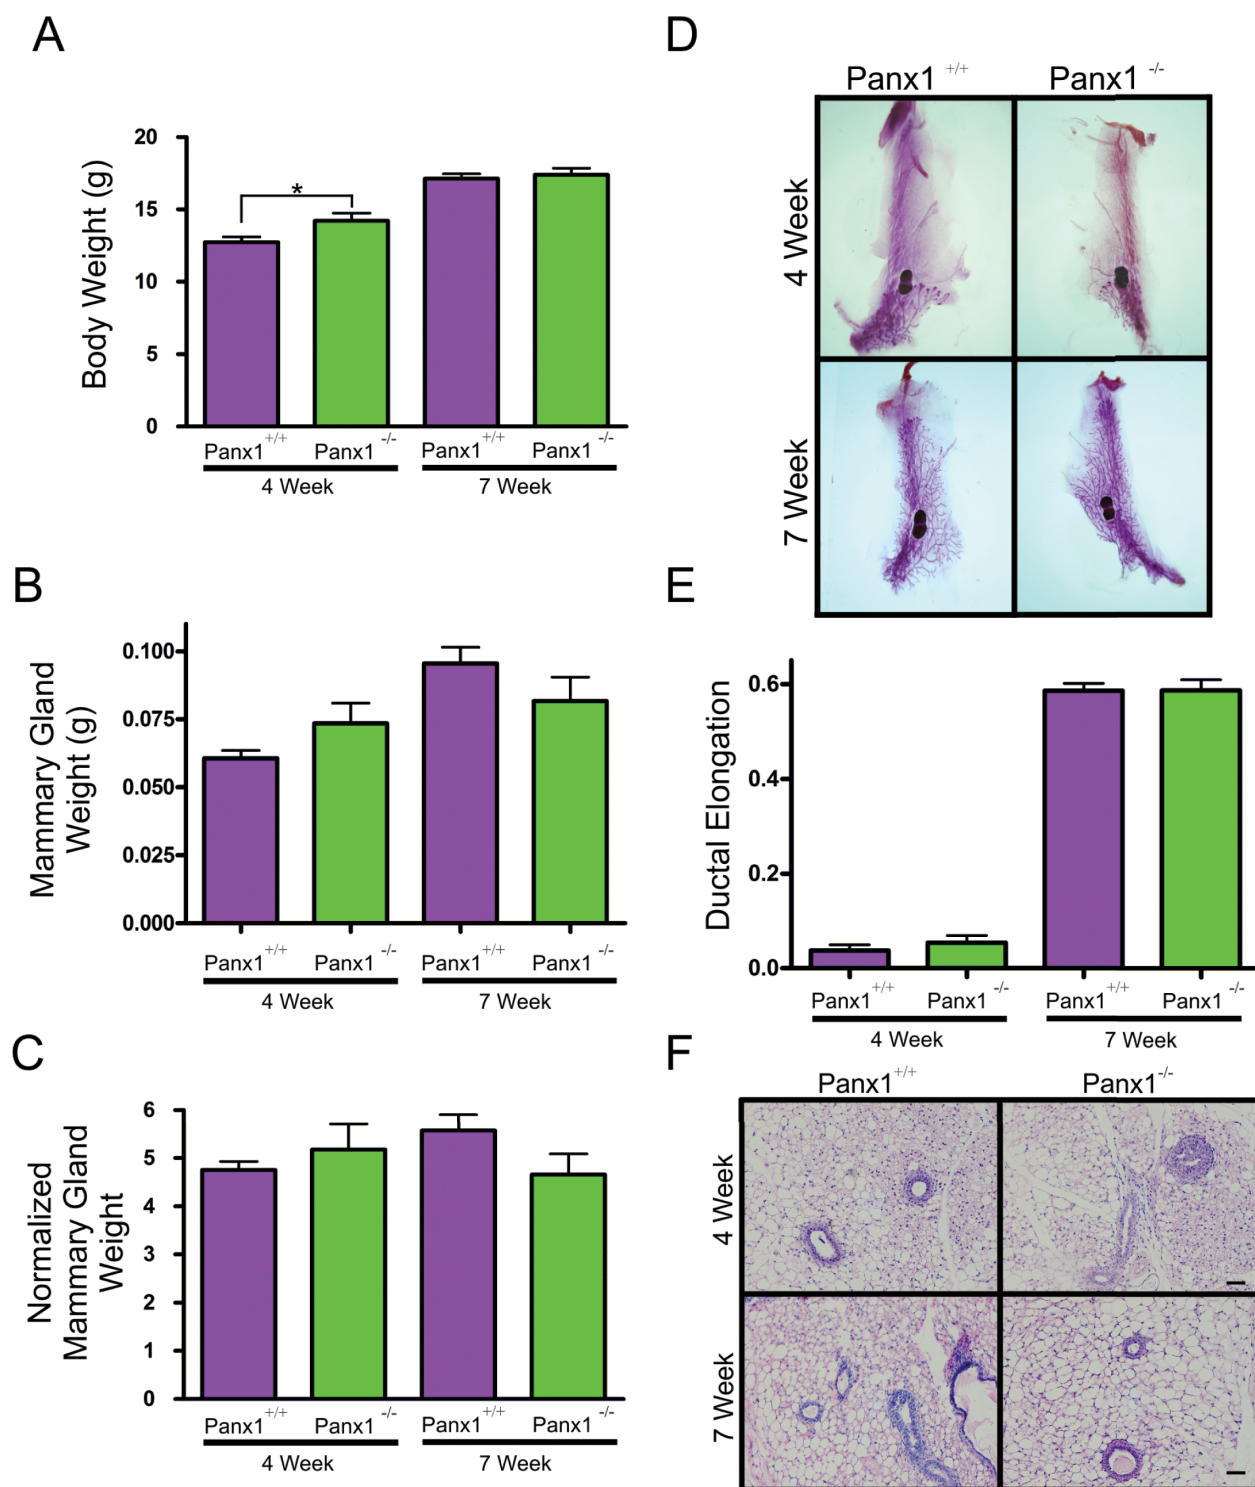 A
Body Weight (g)
20
15
10
5
0
*
Panx1 +/+
Panx1 -/-
Panx1 +/+
Panx1 -/-
4 Week
7 Week
B
Mammary Gland
Weight (g)
0.100
0.075
0.050
0.025
0.000
Panx1 +/+
Panx1 -/-
Panx1 +/+
Panx1 -/-
4 Week
7 Week
C
Normalized
Mammary Gland
Weight
6
5
4
3
2
1
0
Panx1 +/+
Panx1 -/-
Panx1 +/+
Panx1 -/-
4 Week
7 Week
D
Panx1 +/+
Panx1 -/-
4 Week
7 Week
E
Ductal Elongation
0.6
0.4
0.2
0.0
Panx1 +/+
Panx1 -/-
Panx1 +/+
Panx1 -/-
4 Week
7 Week
F
Panx1 +/+
Panx1 -/-
4 Week
7 Week